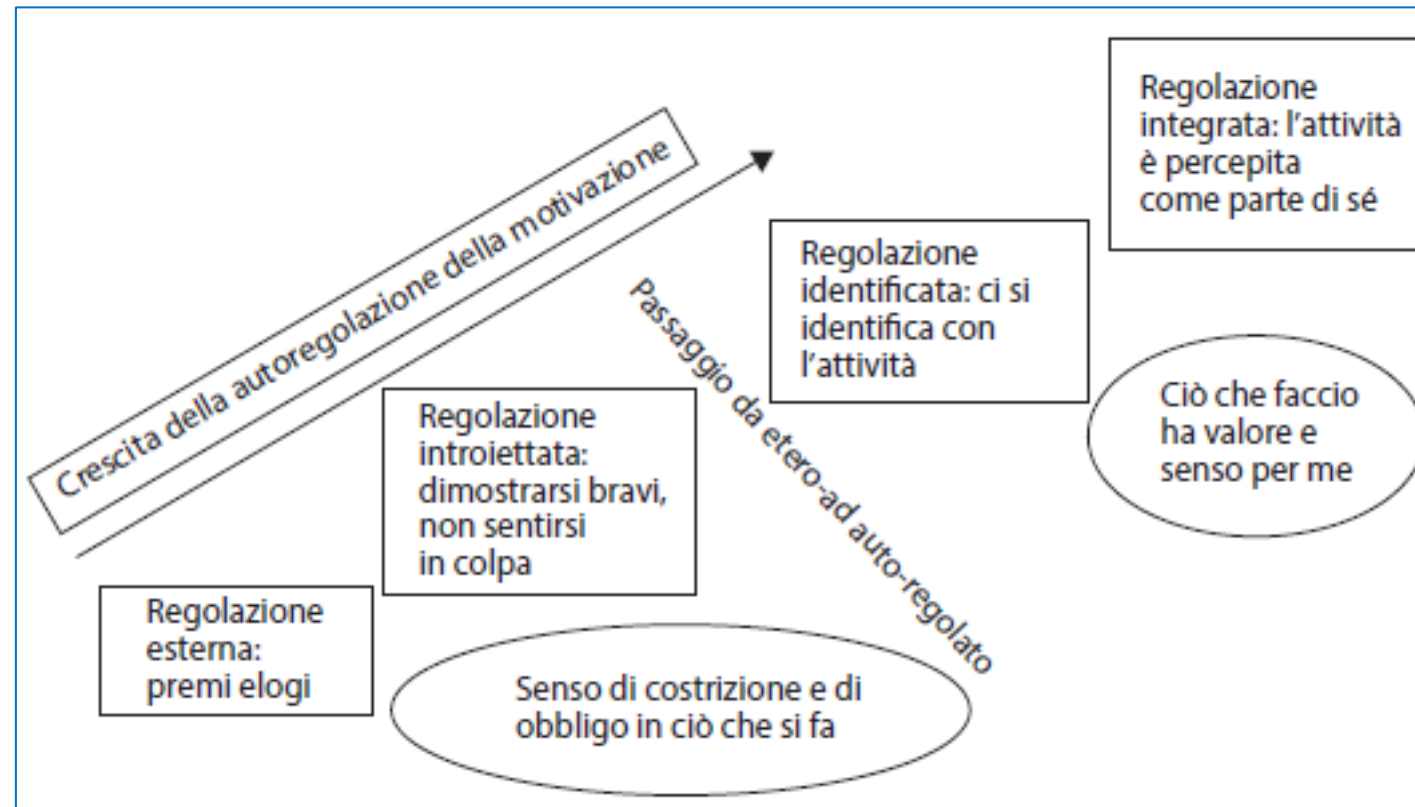 Crescita della autoregolazione della motivazione
Passaggio da etero-ad auto-regolato
Regolazione
esterna:
premi elogi
Regolazione
introiettata:
dimostrarsi bravi,
non sentirsi
in colpa
Senso di costrizione e di
obbligo in ciò che si fa
Regolazione
identificata: ci si
identifica con
l'attività
Regolazione
integrata: l'attività
è percepita
come parte di sé
Ciò che faccio
ha valore e
senso per me